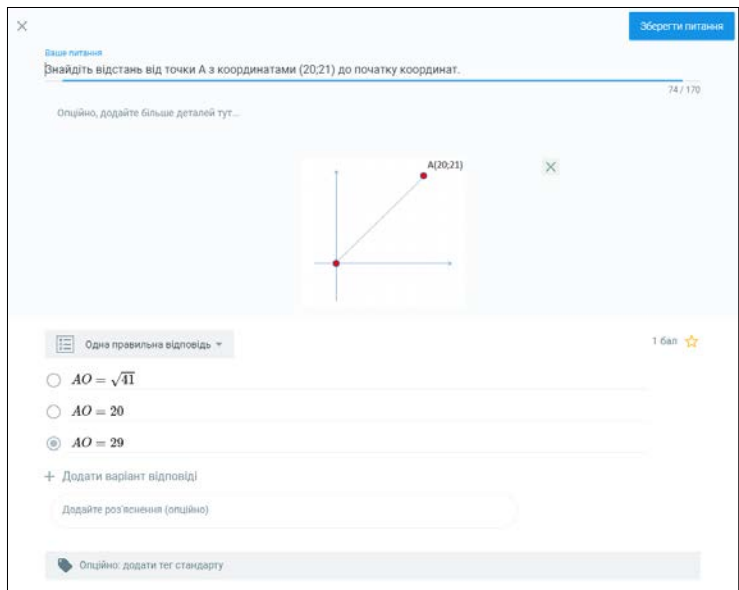 Зберегти питання
Ваше питання
Знайдіть відстань від точки А з координатами (20;21) до початку координат.
74 / 170
Опційно, додайте більше деталей тут...
A(20;21)
Одна правильна відповідь
1 бал
AO = √41
AO = 20
AO = 29
+ Додати варіант відповіді
Додайте роз'яснення (опційно)
Опційно: додати тег стандарту